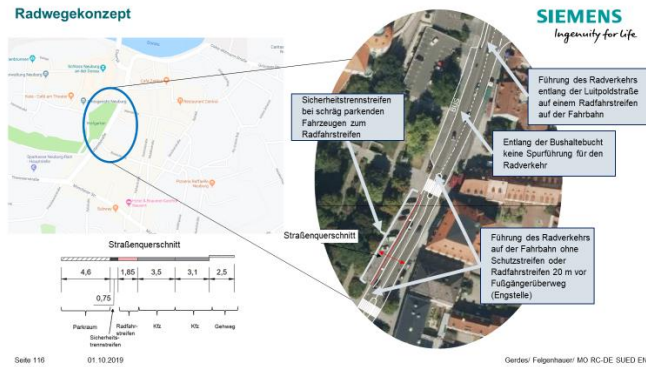 Radwegekonzept
SIEMENS
Ingenuity for Life
Führung des Radverkehrs
entlang der Luitpoldstraße
auf einem Radfahrstreifen
auf der Fahrbahn
Sicherheitstrennstreifen
bei schräg parkenden
Fahrzeugen zum
Radfahrstreifen
BUS
Entlang der Bushaltebucht
keine Spurführung für den
Radverkehr
Straßenquerschnitt
Führung des Radverkehrs
auf der Fahrbahn ohne
Schutzstreifen oder
Radfahrstreifen 20 m vor
Fußgängerüberweg
(Engstelle)
Straßenquerschnitt
4,6
1,85
3,5
3,1
2,5
0,75
Parkraum
Sicherheits-
trennstreifen
Radfahr-
streifen
Kfz
Kfz
Gehweg
Seite 116
01.10.2019
Gerdes/ Felgenhauer/ MO RC-DE SUED EN